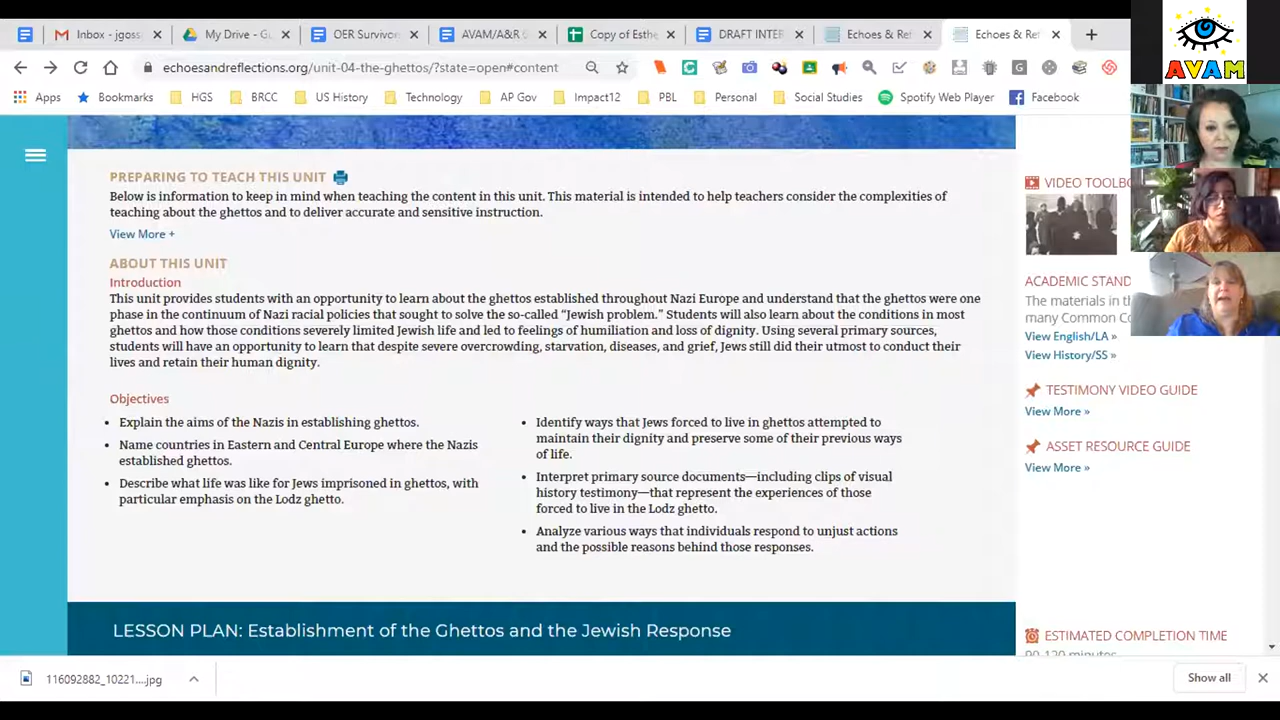 Inbox - jgoss
My Drive - G
OER Survivor
AVAM/A&R
Copy of Esthe
DRAFT INTER
Echoes & Ref
Echoes & Ref
echoesandreflections.org/unit-04-the-ghettos/?state=open#content
Apps
Bookmarks
HGS
BRCC
US History
Technology
AP Gov
Impact12
PBL
Personal
Social Studies
Spotify Web Player
Facebook
AVAM
PREPARING TO TEACH THIS UNIT
Below is information to keep in mind when teaching the content in this unit. This material is intended to help teachers consider the complexities of
teaching about the ghettos and to deliver accurate and sensitive instruction.
View More +
ABOUT THIS UNIT
Introduction
This unit provides students with an opportunity to learn about the ghettos established throughout Nazi Europe and understand that the ghettos were one
phase in the continuum of Nazi racial policies that sought to solve the so-called “Jewish problem.” Students will also learn about the conditions in most
ghettos and how those conditions severely limited Jewish life and led to feelings of humiliation and loss of dignity. Using several primary sources,
students will have an opportunity to learn that despite severe overcrowding, starvation, diseases, and grief, Jews still did their utmost to conduct their
lives and retain their human dignity.
Objectives
• Explain the aims of the Nazis in establishing ghettos.
• Name countries in Eastern and Central Europe where the Nazis
established ghettos.
• Describe what life was like for Jews imprisoned in ghettos, with
particular emphasis on the Lodz ghetto.
• Identify ways that Jews forced to live in ghettos attempted to
maintain their dignity and preserve some of their previous ways
of life.
• Interpret primary source documents—including clips of visual
history testimony—that represent the experiences of those
forced to live in the Lodz ghetto.
• Analyze various ways that individuals respond to unjust actions
and the possible reasons behind those responses.
LESSON PLAN: Establishment of the Ghettos and the Jewish Response
VIDEO TOOLBO
ACADEMIC STAND
The materials in th
many Common Co
View English/LA »
View History/SS »
TESTIMONY VIDEO GUIDE
View More »
ASSET RESOURCE GUIDE
View More »
ESTIMATED COMPLETION TIME
90-120 minutes
116092882_10221....jpg
Show all